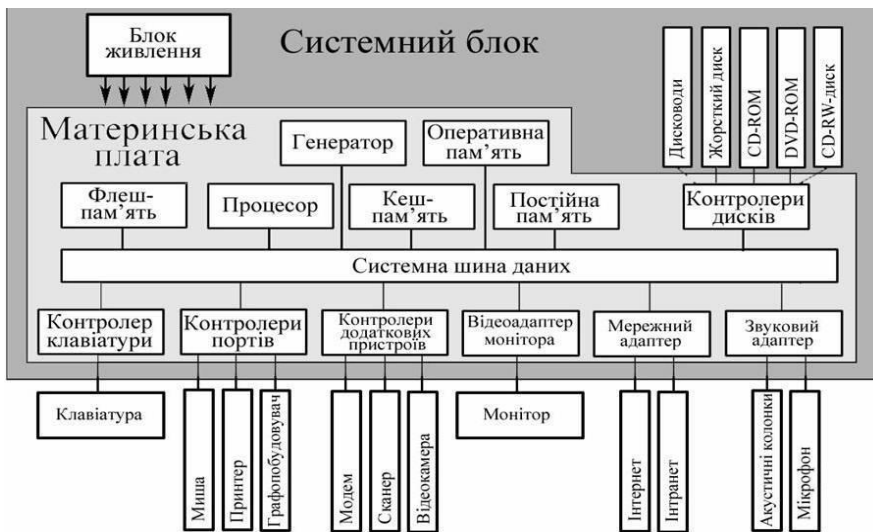 Блок
живлення
Системний блок
Дисководи
Жорсткий диск
CD-ROM
DVD-ROM
CD-RW-диск
Материнська
плата
Генератор
Оперативна
пам’ять
Флеш-
пам’ять
Процесор
Кеш-
пам’ять
Постійна
пам’ять
Контролери
дисків
Системна шина даних
Контролер
клавіатури
Контролери
портів
Контролери
додаткових
пристроїв
Відеоадаптер
монітора
Мережний
адаптер
Звуковий
адаптер
Клавіатура
Миша
Принтер
Графопобудовувач
Модем
Сканер
Відеокамера
Монітор
Інтернет
Інтранет
Акустичні колонки
Мікрофон